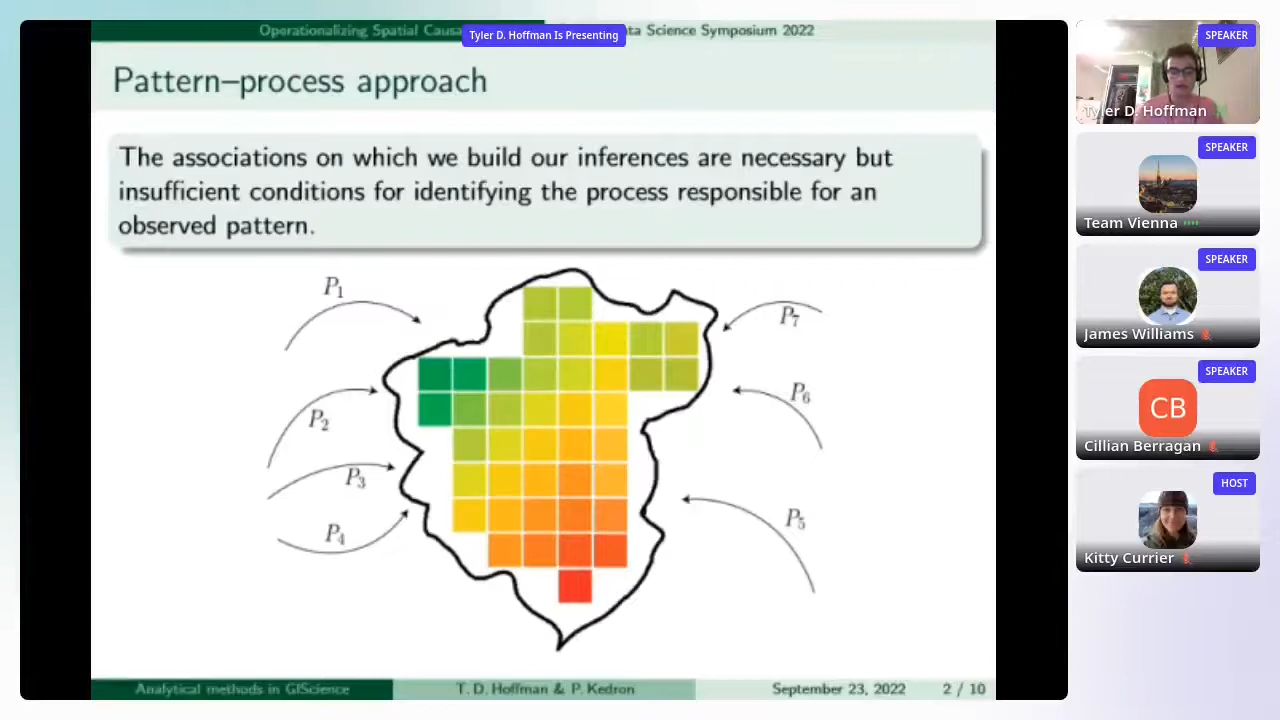 Operationalizing Spatial Causa
Tyler D. Hoffman Is Presenting
ta Science Symposium 2022
Pattern–process approach
The associations on which we build our inferences are necessary but
insufficient conditions for identifying the process responsible for an
observed pattern.
P1
P2
P3
P4
P7
P6
P5
Analytical methods in GIScience
T. D. Hoffman & P. Kedron
September 23, 2022
2 / 10
SPEAKER
Tyler D. Hoffman
SPEAKER
Team Vienna
SPEAKER
James Williams
SPEAKER
CB
Cillian Berragan
HOST
Kitty Currier